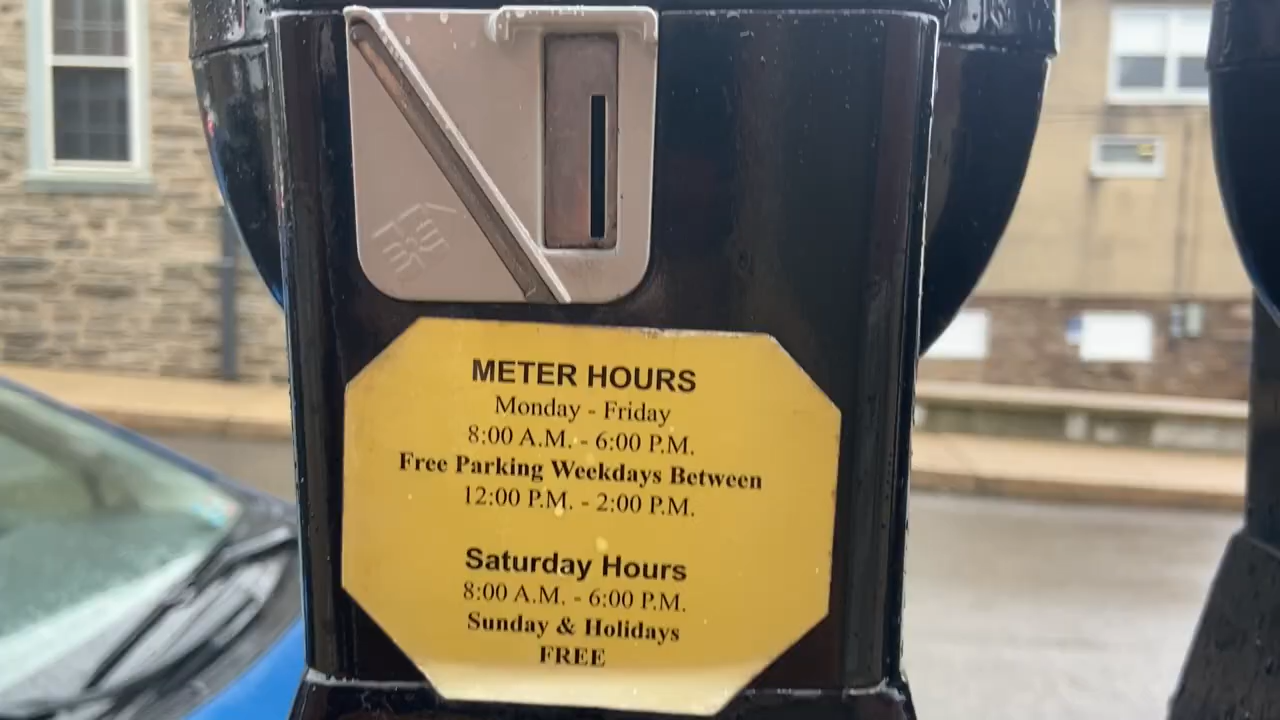 METER HOURS
Monday - Friday
8:00 A.M. - 6:00 P.M.
Free Parking Weekdays Between
12:00 P.M. - 2:00 P.M.
Saturday Hours
8:00 A.M. - 6:00 P.M.
Sunday & Holidays
FREE